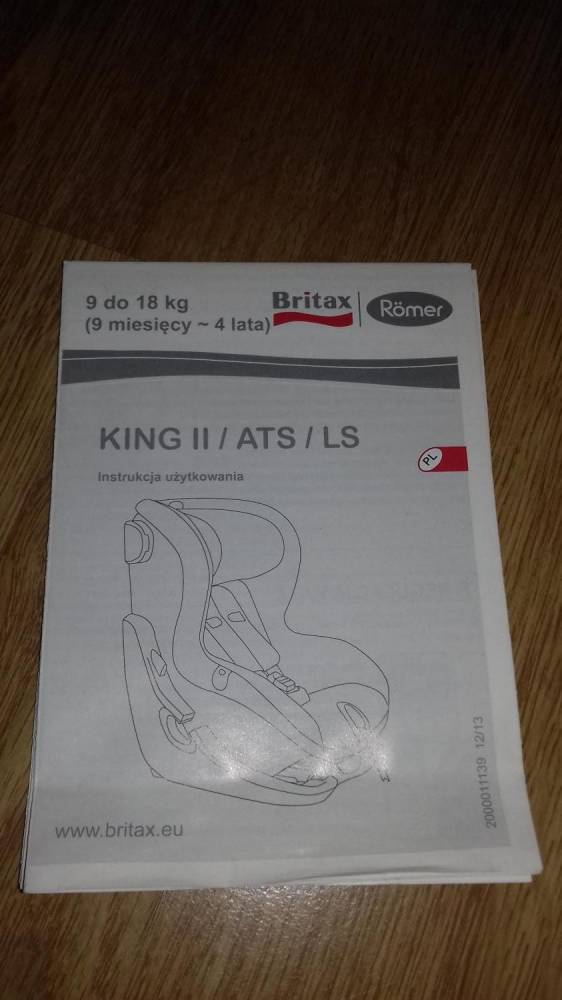 9 do 18 kg
(9 miesięcy ~ 4 lata)
Britax
Römer
KING II / ATS / LS
PL
Instrukcja użytkowania
www.britax.eu
2000011139 12/13